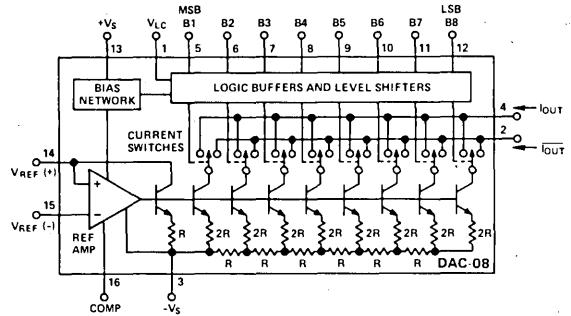 MSB LSB
+VS VLC B1 B2 B3 B4 B5 B6 B7 B8
13 1 5 6 7 8 9 10 11 12
BIAS NETWORK
LOGIC BUFFERS AND LEVEL SHIFTERS
4 IOUT
2 IOUT
CURRENT SWITCHES
14
VREF (+)
+
15
VREF (-)
−
REF AMP
R 2R 2R 2R 2R 2R 2R 2R
R R R R R R
DAC-08
16 3
COMP -VS